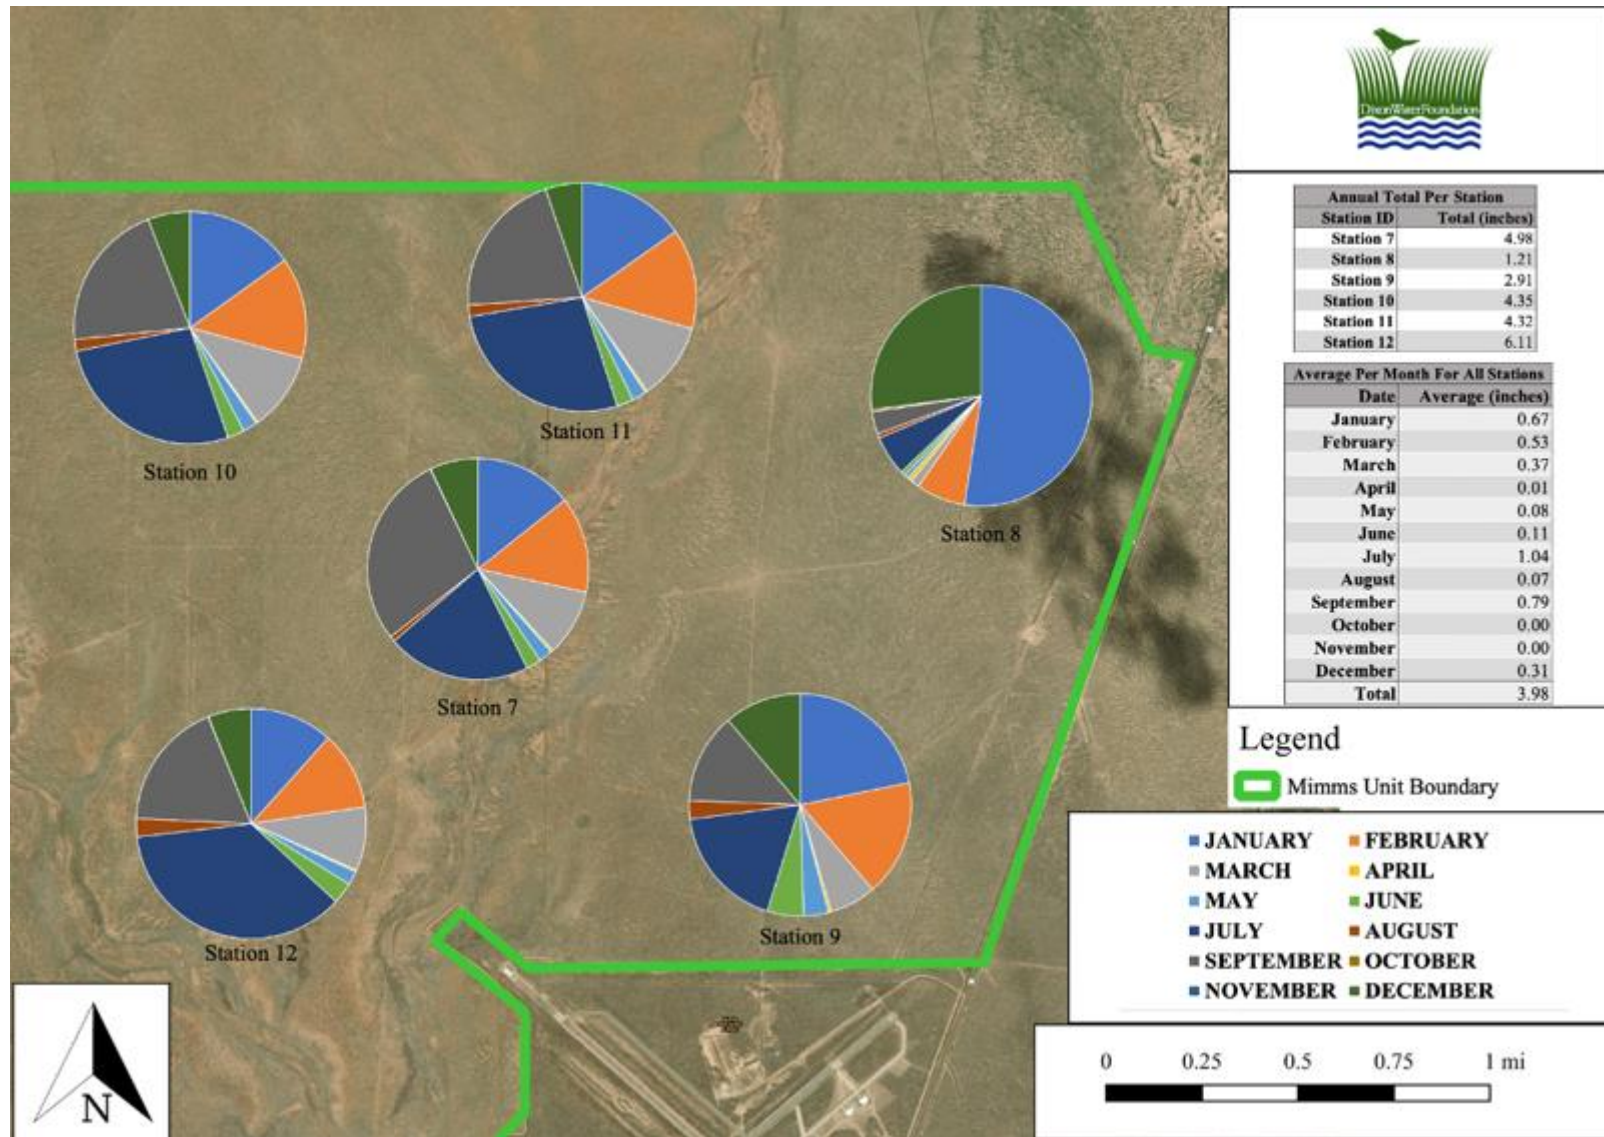 DixonWaterFoundation
Annual Total Per Station
Station ID Total (inches)
Station 7 4.98
Station 8 1.21
Station 9 2.91
Station 10 4.35
Station 11 4.32
Station 12 6.11
Average Per Month For All Stations
Date Average (inches)
January 0.67
February 0.53
March 0.37
April 0.01
May 0.08
June 0.11
July 1.04
August 0.07
September 0.79
October 0.00
November 0.00
December 0.31
Total 3.98
Station 11
Station 10
Station 8
Station 7
Station 9
Station 12
Legend
Mimms Unit Boundary
JANUARY FEBRUARY
MARCH APRIL
MAY JUNE
JULY AUGUST
SEPTEMBER OCTOBER
NOVEMBER DECEMBER
0 0.25 0.5 0.75 1 mi
N